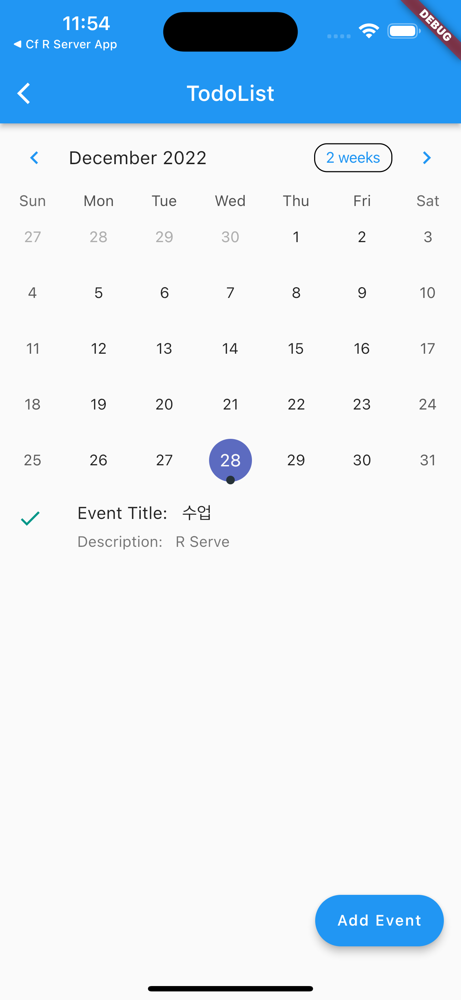 11:54
◀ Cf R Server App
DEBUG
TodoList
December 2022 2 weeks
Sun Mon Tue Wed Thu Fri Sat
27 28 29 30 1 2 3
4 5 6 7 8 9 10
11 12 13 14 15 16 17
18 19 20 21 22 23 24
25 26 27 28 29 30 31
Event Title: 수업
Description: R Serve
Add Event